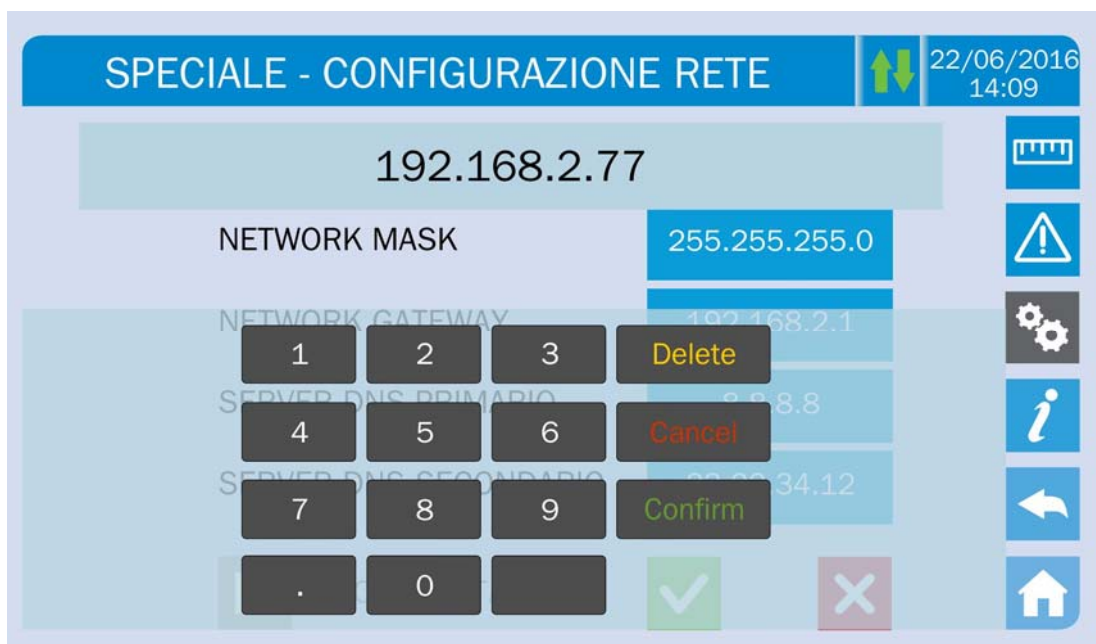 SPECIALE - CONFIGURAZIONE RETE
22/06/2016
14:09
192.168.2.77
NETWORK MASK 255.255.255.0
NETWORK GATEWAY 192.168.2.1
1 2 3 Delete
SERVER DNS PRIMARIO 8.8.8.8
4 5 6 Cancel
SERVER DNS SECONDARIO 34.12
7 8 9 Confirm
. 0